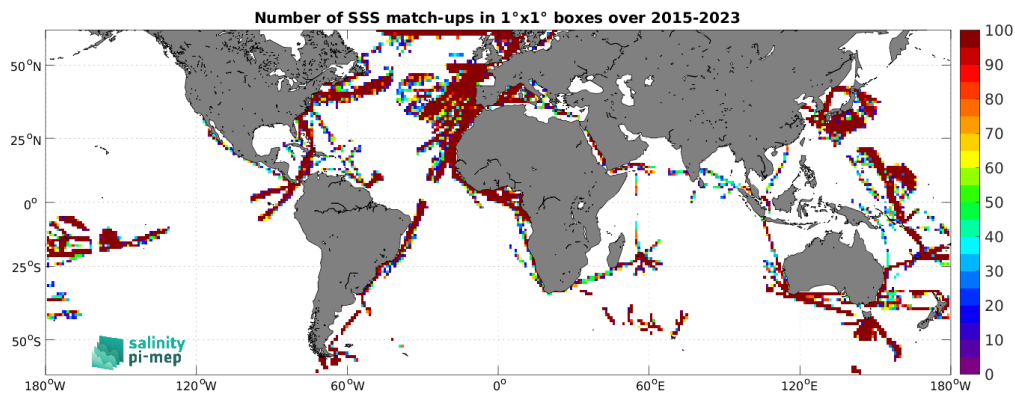 Number of SSS match-ups in 1°x1° boxes over 2015-2023
50°N
25°N
0°
25°S
50°S
180°W
120°W
60°W
0°
60°E
120°E
180°W
100
90
80
70
60
50
40
30
20
10
0
salinity
pi-mep